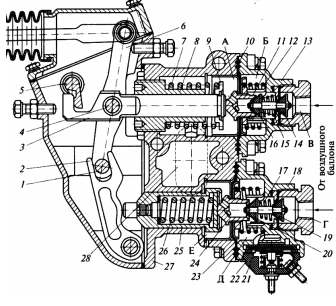 6
7 8 9 А 10 Б 11 12 13
5
4
3
2
1
16 15 14 В
17 18
Г
19
20
28
27
26 25
Е 24
23
Д 22 21
От воздушного
баллона